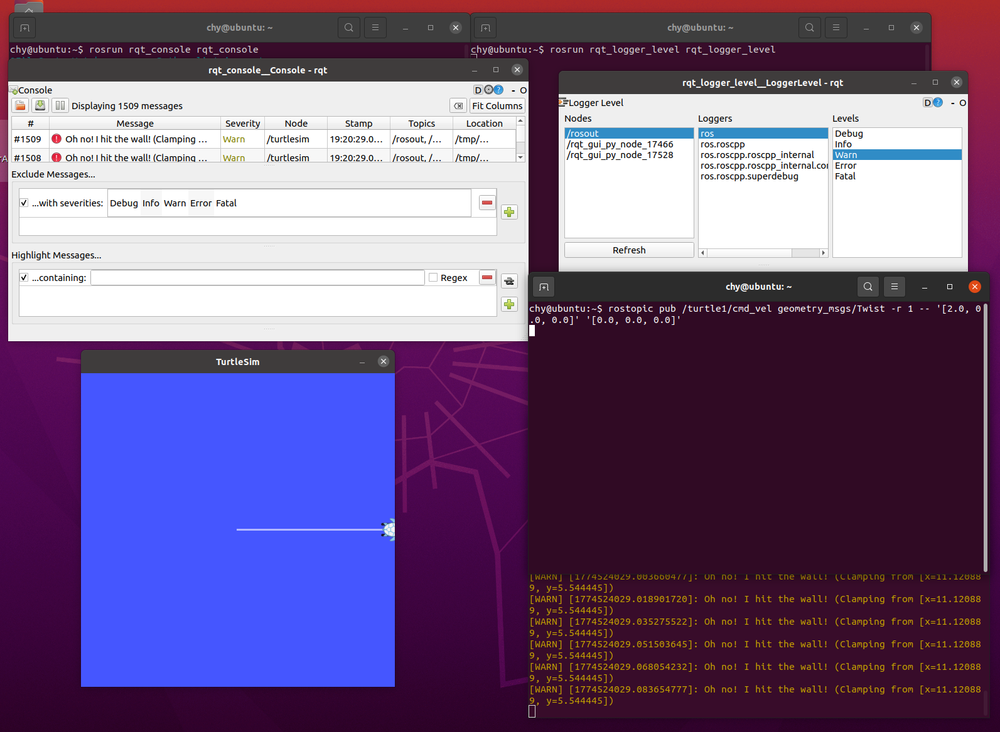 chy@ubuntu: ~
chy@ubuntu: ~
chy@ubuntu:~$ rosrun rqt_console rqt_console
chy@ubuntu:~$ rosrun rqt_logger_level rqt_logger_level
rqt_console__Console - rqt
Console
D
?
- O
Displaying 1509 messages
Fit Columns
# Message Severity Node Stamp Topics Location
#1509 Oh no! I hit the wall! (Clamping ... Warn /turtlesim 19:20:29.0... /rosout, /... /tmp/...
#1508 Oh no! I hit the wall! (Clamping ... Warn /turtlesim 19:20:29.0... /rosout, /... /tmp/...
Exclude Messages...
...with severities: Debug Info Warn Error Fatal
Highlight Messages...
...containing: Regex
rqt_logger_level__LoggerLevel - rqt
Logger Level
D
?
- O
Nodes Loggers Levels
/rosout ros Debug
/rqt_gui_py_node_17466 ros.roscpp Info
/rqt_gui_py_node_17528 ros.roscpp.roscpp_internal Warn
ros.roscpp.roscpp_internal.cor Error
ros.roscpp.superdebug Fatal
Refresh
TurtleSim
chy@ubuntu: ~
chy@ubuntu:~$ rostopic pub /turtle1/cmd_vel geometry_msgs/Twist -r 1 -- '[2.0, 0
.0, 0.0]' '[0.0, 0.0, 0.0]'
[WARN] [1774524029.003660477]: Oh no! I hit the wall! (Clamping from [x=11.12088
9, y=5.544445])
[WARN] [1774524029.018901720]: Oh no! I hit the wall! (Clamping from [x=11.12088
9, y=5.544445])
[WARN] [1774524029.035275522]: Oh no! I hit the wall! (Clamping from [x=11.12088
9, y=5.544445])
[WARN] [1774524029.051503645]: Oh no! I hit the wall! (Clamping from [x=11.12088
9, y=5.544445])
[WARN] [1774524029.068054232]: Oh no! I hit the wall! (Clamping from [x=11.12088
9, y=5.544445])
[WARN] [1774524029.083654777]: Oh no! I hit the wall! (Clamping from [x=11.12088
9, y=5.544445])